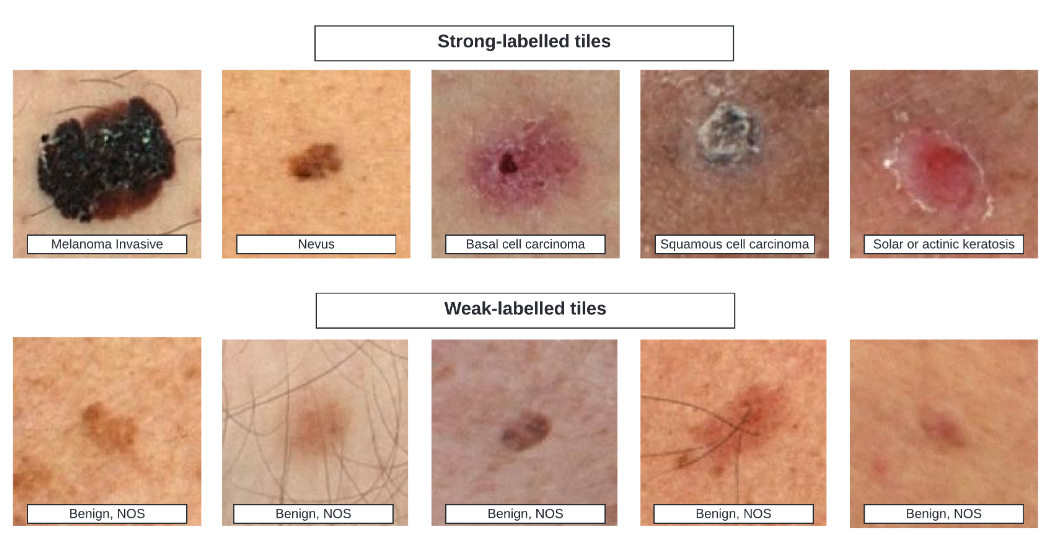 Strong-labelled tiles
Melanoma Invasive
Nevus
Basal cell carcinoma
Squamous cell carcinoma
Solar or actinic keratosis
Weak-labelled tiles
Benign, NOS
Benign, NOS
Benign, NOS
Benign, NOS
Benign, NOS